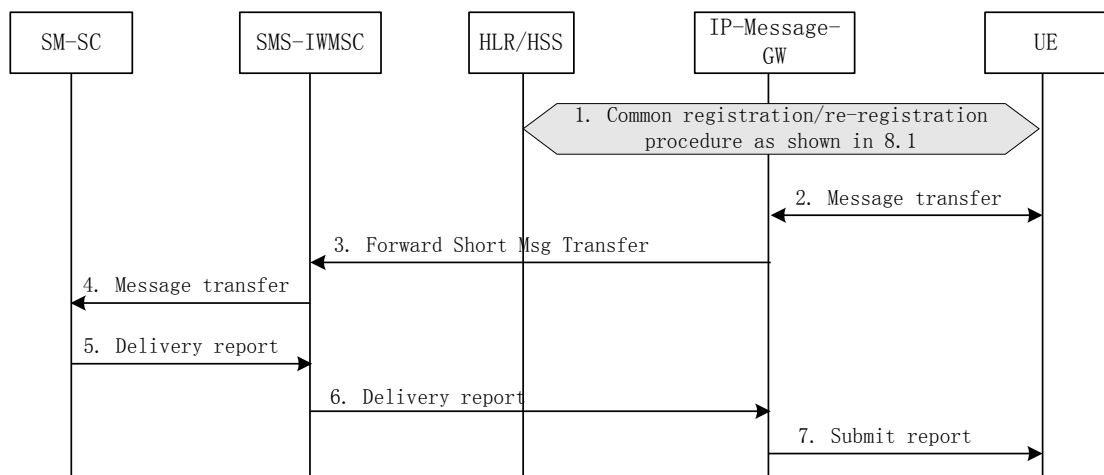 SM-SC
SMS-IWMSC
HLR/HSS
IP-Message-
GW
UE
1. Common registration/re-registration
procedure as shown in 8.1
2. Message transfer
3. Forward Short Msg Transfer
4. Message transfer
5. Delivery report
6. Delivery report
7. Submit report